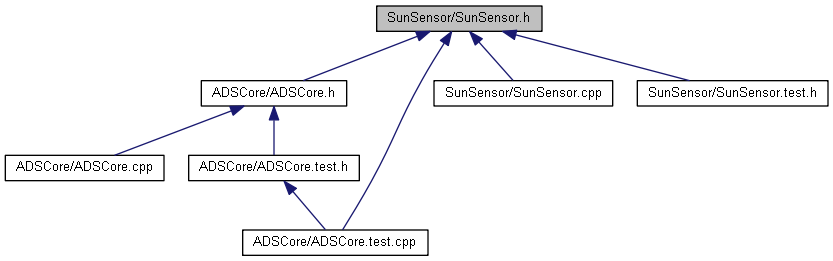 SunSensor/SunSensor.h
ADSCore/ADSCore.h
SunSensor/SunSensor.cpp
SunSensor/SunSensor.test.h
ADSCore/ADSCore.cpp
ADSCore/ADSCore.test.h
ADSCore/ADSCore.test.cpp